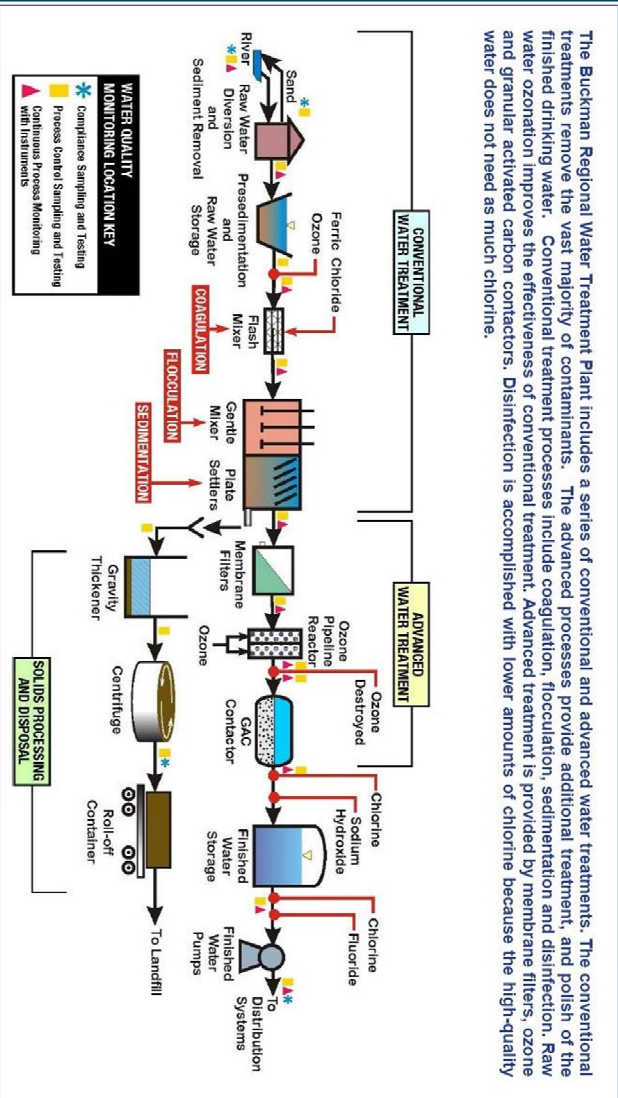 The Buckman Regional Water Treatment Plant includes a series of conventional and advanced water treatments. The conventional
treatments remove the vast majority of contaminants. The advanced processes provide additional treatment, and polish of the
finished drinking water. Conventional treatment processes include coagulation, flocculation, sedimentation and disinfection. Raw
water ozonation improves the effectiveness of conventional treatment. Advanced treatment is provided by membrane filters, ozone
and granular activated carbon contactors. Disinfection is accomplished with lower amounts of chlorine because the high-quality
water does not need as much chlorine.
CONVENTIONAL
WATER TREATMENT
ADVANCED
WATER TREATMENT
Sand
River
Raw Water
Diversion
and
Sediment Removal
Presedimentation
and
Raw Water
Storage
Ferric Chloride
Ozone
Flash
Mixer
COAGULATION
Gentle
Mixer
FLOCCULATION
Plate
Settlers
SEDIMENTATION
Membrane
Filters
Ozone
Pipeline
Reactor
Ozone
Ozone
Destroyed
GAC
Contactor
Chlorine
Sodium
Hydroxide
Finished
Water
Storage
Chlorine
Fluoride
Finished
Water
Pumps
To
Distribution
Systems
Gravity
Thickener
Centrifuge
Roll-off
Container
To Landfill
SOLIDS PROCESSING
AND DISPOSAL
WATER QUALITY
MONITORING LOCATION KEY
Compliance Sampling and Testing
Process Control Sampling and Testing
Continuous Process Monitoring
with Instruments